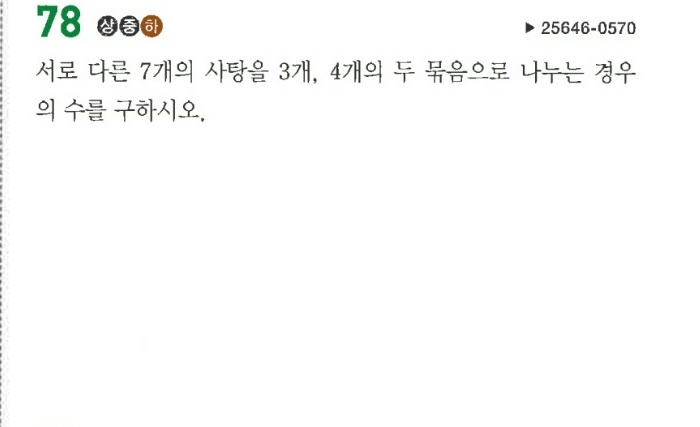 78 상중하 ▶ 25646-0570
서로 다른 7개의 사탕을 3개, 4개의 두 묶음으로 나누는 경우
의 수를 구하시오.